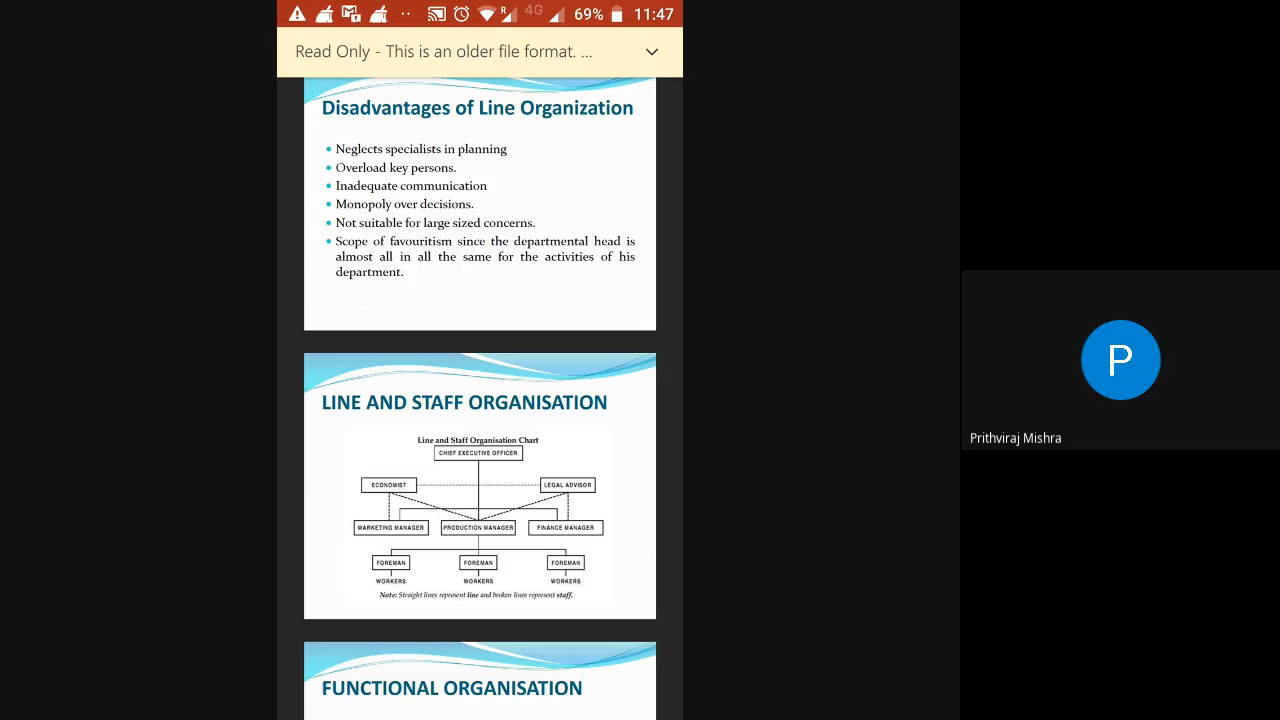 R 4G 69% 11:47
Read Only - This is an older file format. ...
Disadvantages of Line Organization
Neglects specialists in planning
Overload key persons.
Inadequate communication
Monopoly over decisions.
Not suitable for large sized concerns.
Scope of favouritism since the departmental head is
almost all in all the same for the activities of his
department.
LINE AND STAFF ORGANISATION
Line and Staff Organisation Chart
CHIEF EXECUTIVE OFFICER
ECONOMIST LEGAL ADVISOR
MARKETING MANAGER PRODUCTION MANAGER FINANCE MANAGER
FOREMAN FOREMAN FOREMAN
WORKERS WORKERS WORKERS
Note: Straight lines represent line and broken lines represent staff.
FUNCTIONAL ORGANISATION
P
Prithviraj Mishra